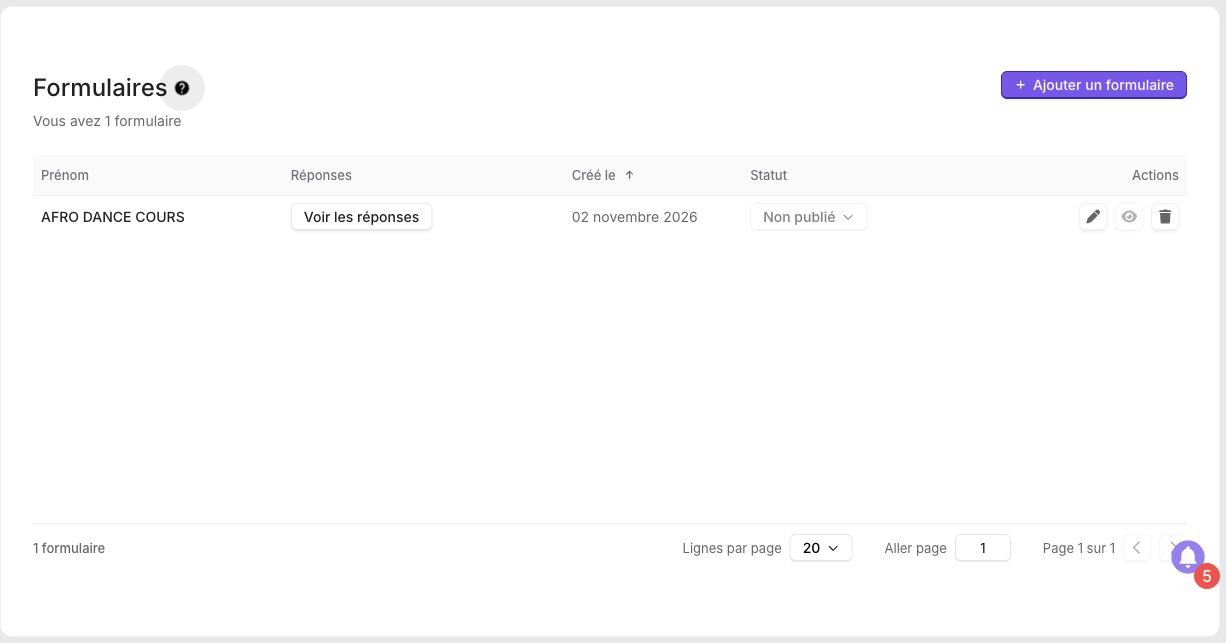 Formulaires ?
+ Ajouter un formulaire
Vous avez 1 formulaire
Prénom Réponses Créé le ↑ Statut Actions
AFRO DANCE COURS Voir les réponses 02 novembre 2026 Non publié
1 formulaire Lignes par page 20 Aller page 1 Page 1 sur 1
5